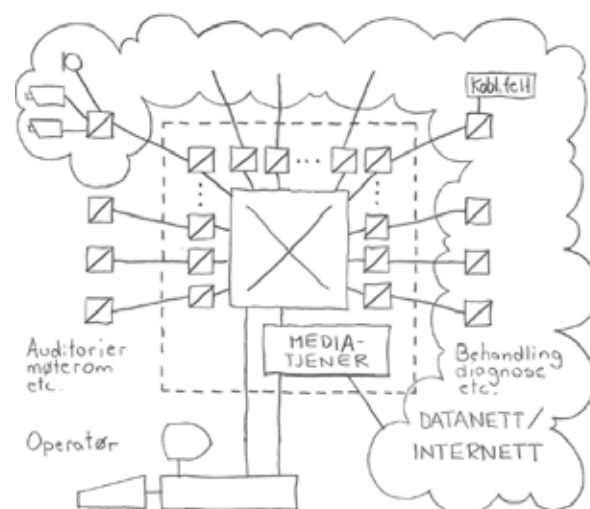 Kobl.felt
Auditorier
møterom
etc.
MEDIA-
TJENER
Behandling
diagnose
etc.
DATANETT/
INTERNETT
Operatør